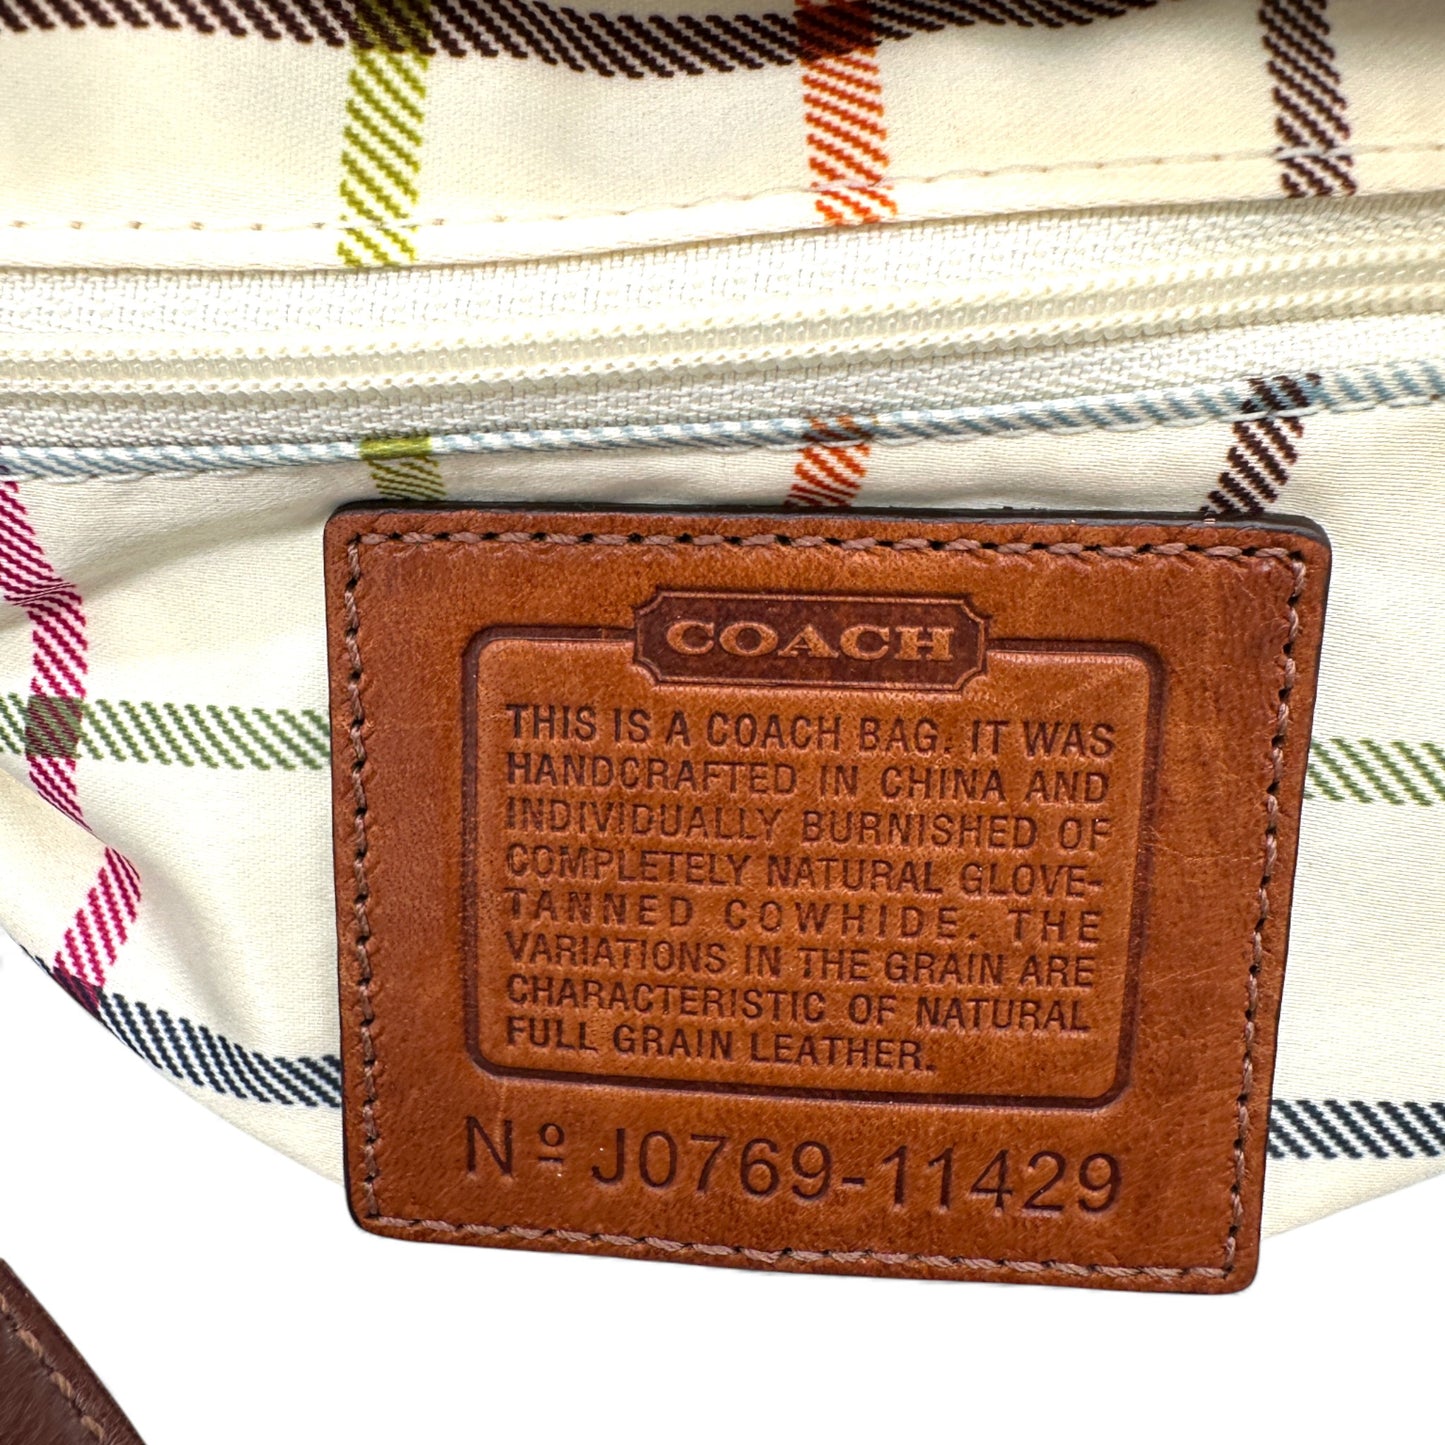 COACH
THIS IS A COACH BAG. IT WAS
HANDCRAFTED IN CHINA AND
INDIVIDUALLY BURNISHED OF
COMPLETELY NATURAL GLOVE-
TANNED COWHIDE. THE
VARIATIONS IN THE GRAIN ARE
CHARACTERISTIC OF NATURAL
FULL GRAIN LEATHER.
Nº J0769-11429